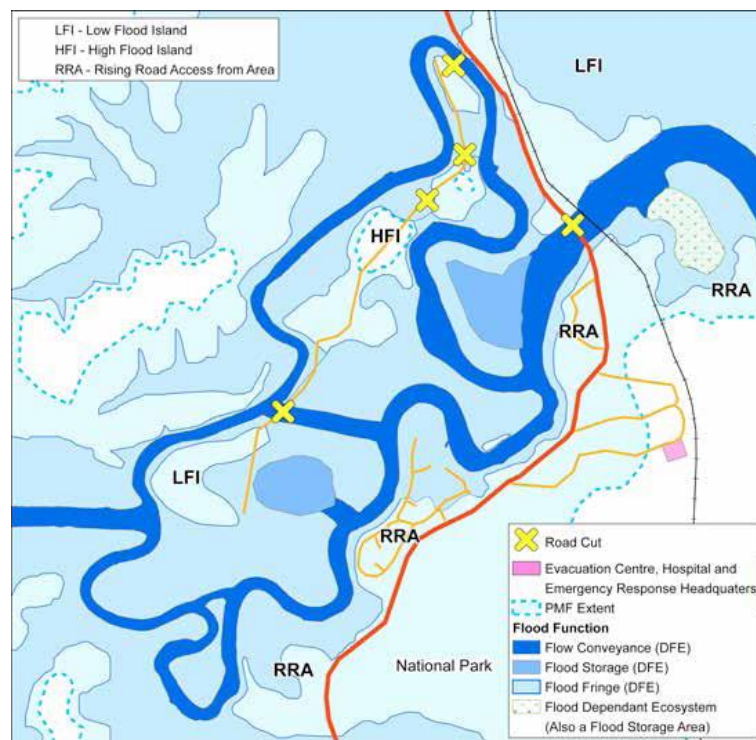 LFI - Low Flood Island
HFI - High Flood Island
RRA - Rising Road Access from Area
LFI
HFI
RRA
RRA
LFI
RRA
RRA
National Park
Road Cut
Evacuation Centre, Hospital and
Emergency Response Headquaters
PMF Extent
Flood Function
Flow Conveyance (DFE)
Flood Storage (DFE)
Flood Fringe (DFE)
Flood Dependant Ecosystem
(Also a Flood Storage Area)